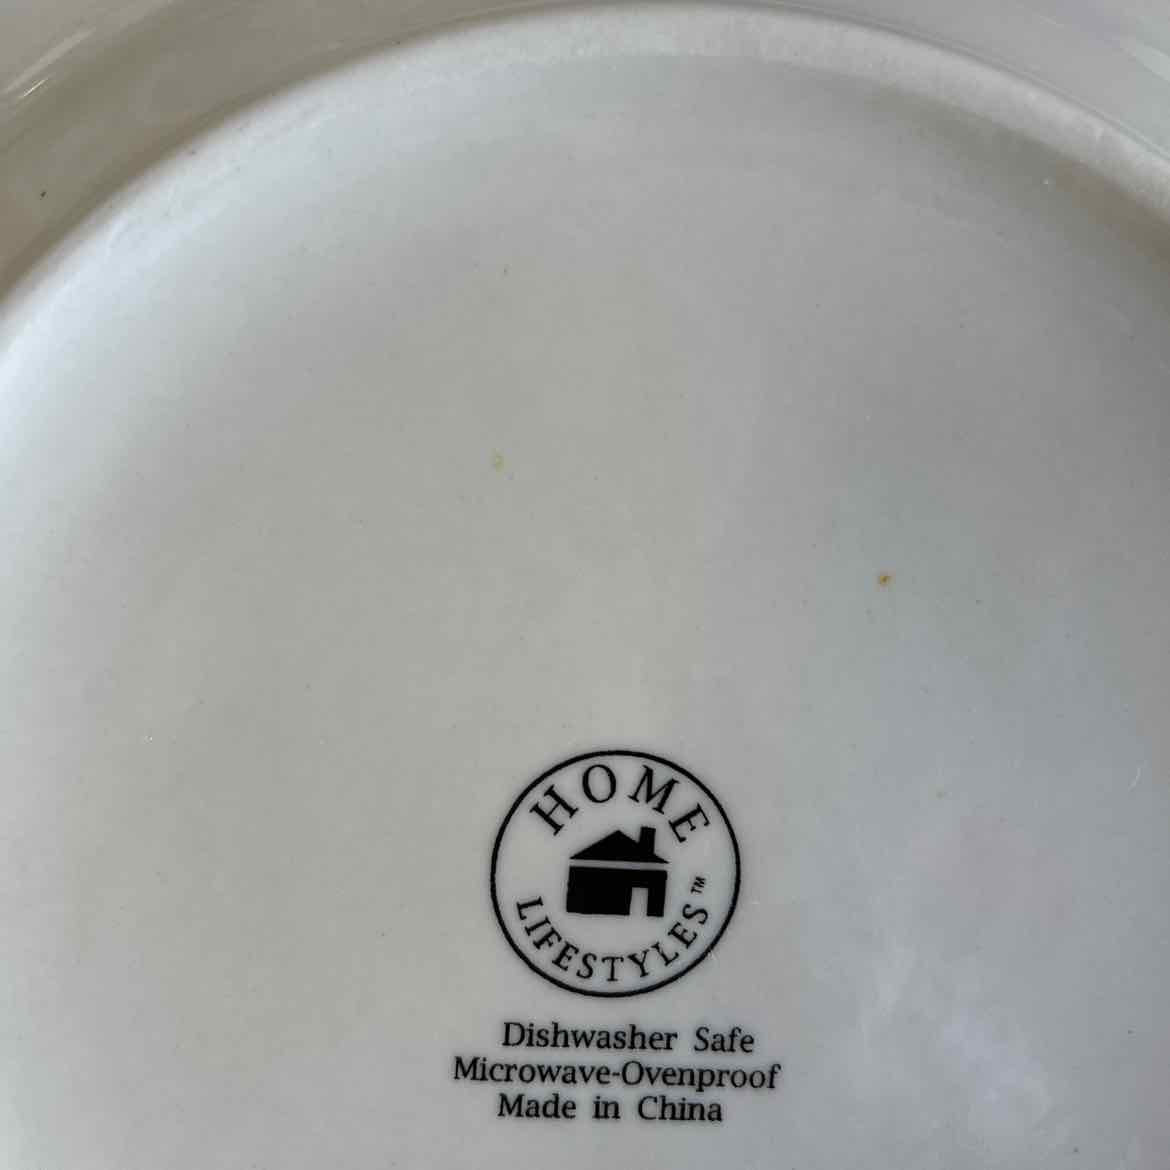 HOME
LIFESTYLES™
Dishwasher Safe
Microwave-Ovenproof
Made in China